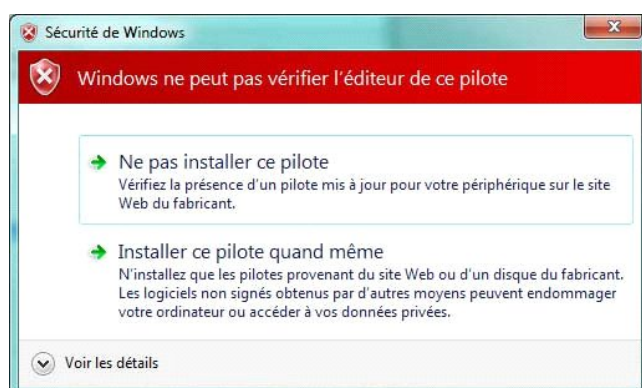 Sécurité de Windows
Windows ne peut pas vérifier l'éditeur de ce pilote
Ne pas installer ce pilote
Vérifiez la présence d'un pilote mis à jour pour votre périphérique sur le site
Web du fabricant.
Installer ce pilote quand même
N'installez que les pilotes provenant du site Web ou d'un disque du fabricant.
Les logiciels non signés obtenus par d'autres moyens peuvent endommager
votre ordinateur ou accéder à vos données privées.
Voir les détails